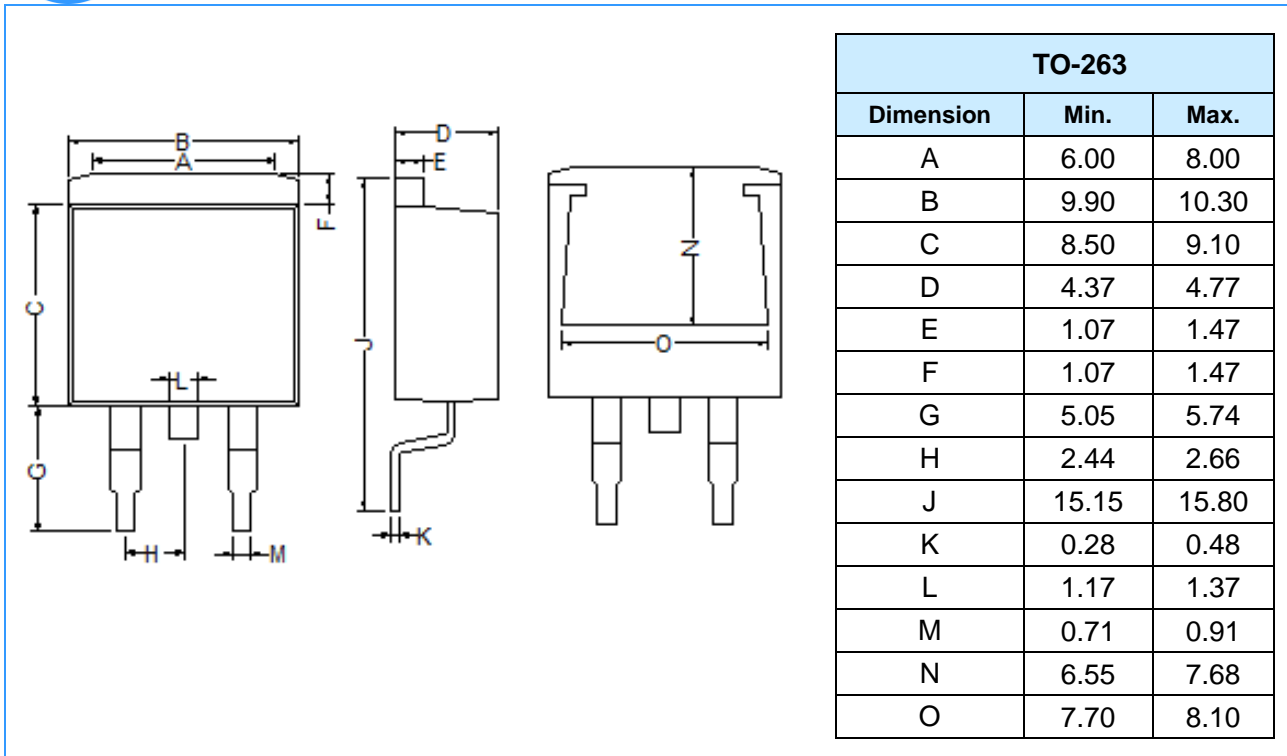 B
A
D
E
F
C
J
N
L
O
G
H
M
K
TO-263
Dimension Min. Max.
A 6.00 8.00
B 9.90 10.30
C 8.50 9.10
D 4.37 4.77
E 1.07 1.47
F 1.07 1.47
G 5.05 5.74
H 2.44 2.66
J 15.15 15.80
K 0.28 0.48
L 1.17 1.37
M 0.71 0.91
N 6.55 7.68
O 7.70 8.10